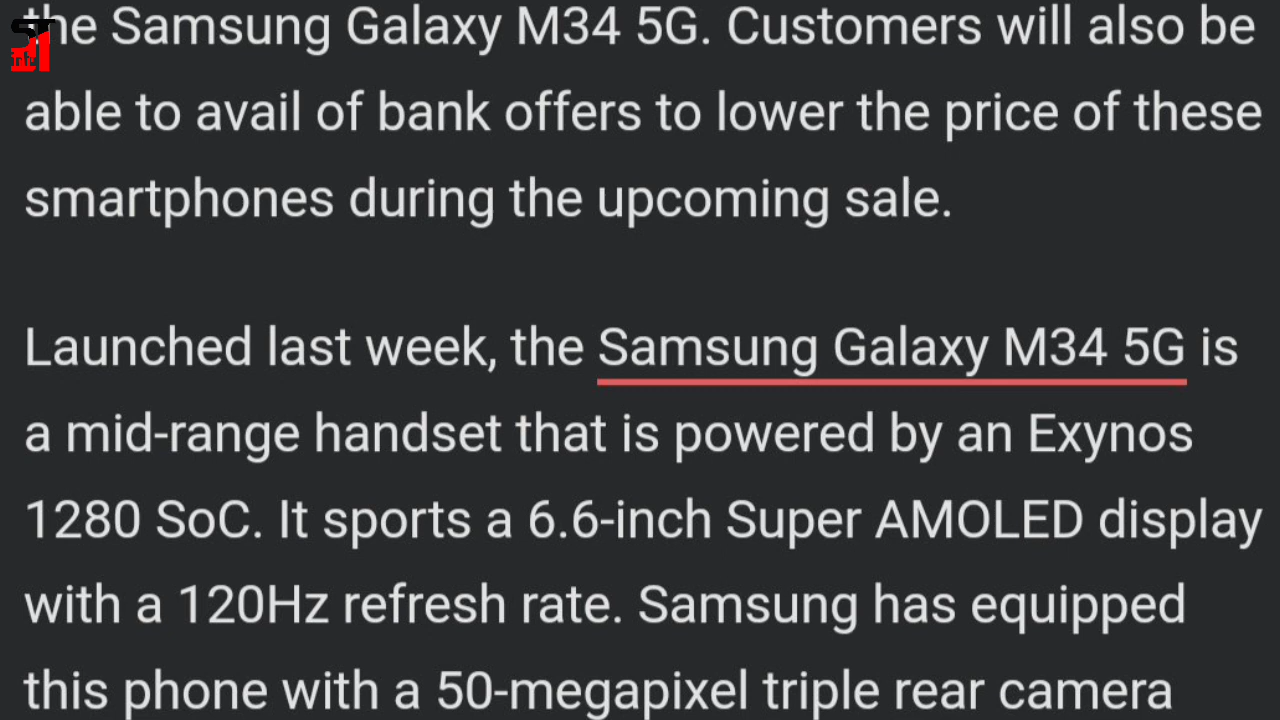 the Samsung Galaxy M34 5G. Customers will also be
able to avail of bank offers to lower the price of these
smartphones during the upcoming sale.
Launched last week, the Samsung Galaxy M34 5G is
a mid-range handset that is powered by an Exynos
1280 SoC. It sports a 6.6-inch Super AMOLED display
with a 120Hz refresh rate. Samsung has equipped
this phone with a 50-megapixel triple rear camera
ST
info